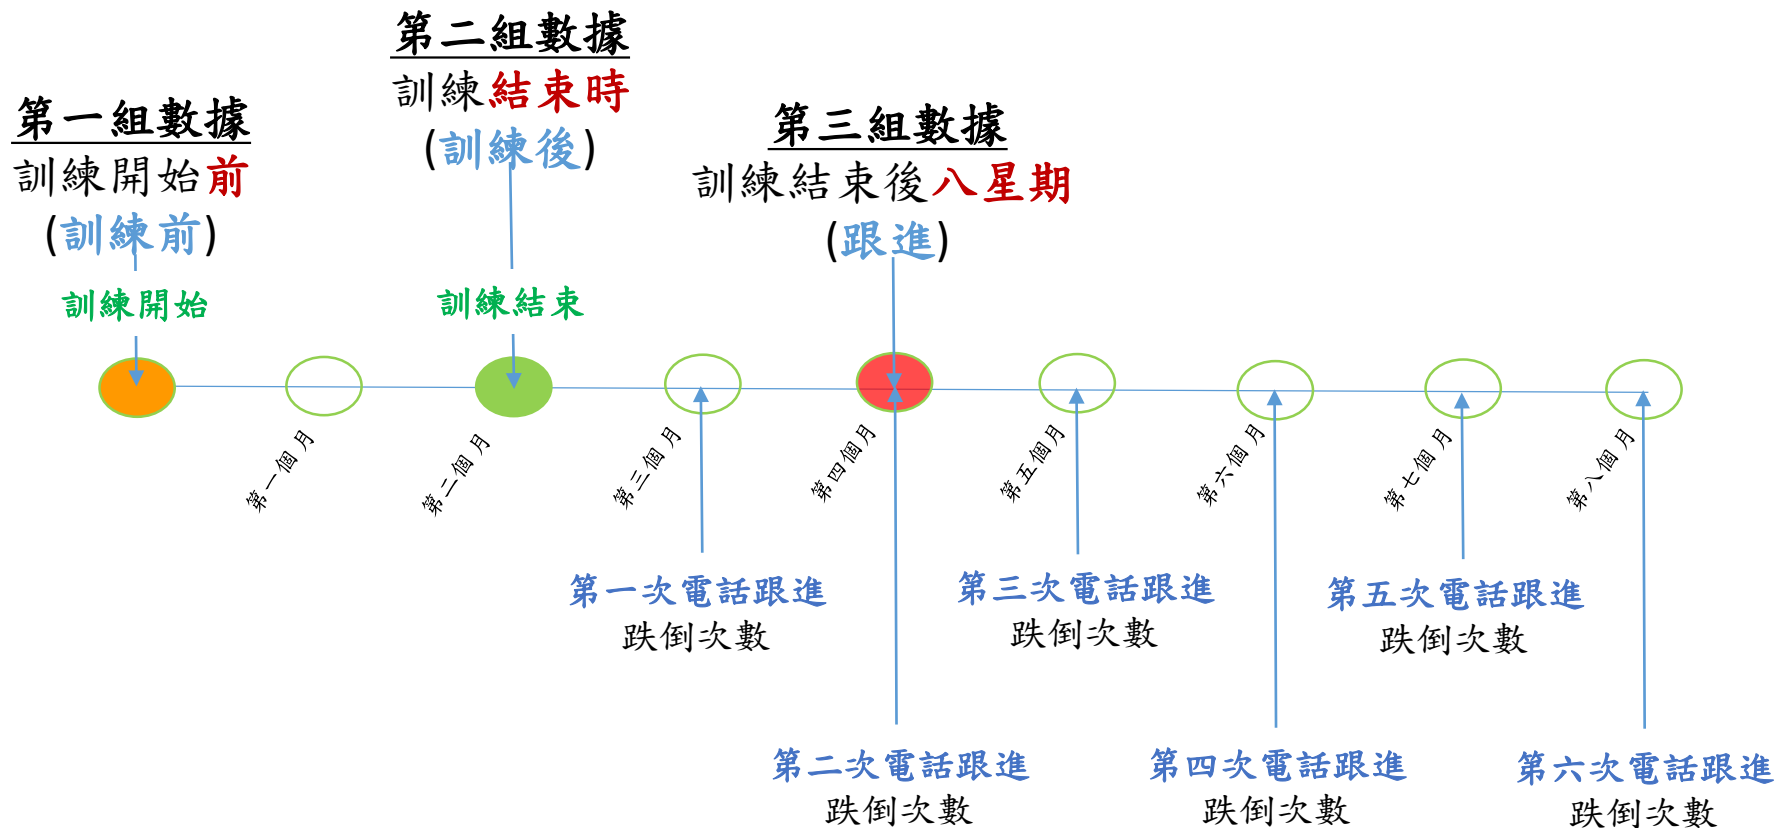 第一組數據
訓練開始前
(訓練前)
訓練開始
第二組數據
訓練結束時
(訓練後)
訓練結束
第三組數據
訓練結束後八星期
(跟進)
第一個月
第二個月
第三個月
第四個月
第五個月
第六個月
第七個月
第八個月
第一次電話跟進
跌倒次數
第二次電話跟進
跌倒次數
第三次電話跟進
跌倒次數
第四次電話跟進
跌倒次數
第五次電話跟進
跌倒次數
第六次電話跟進
跌倒次數